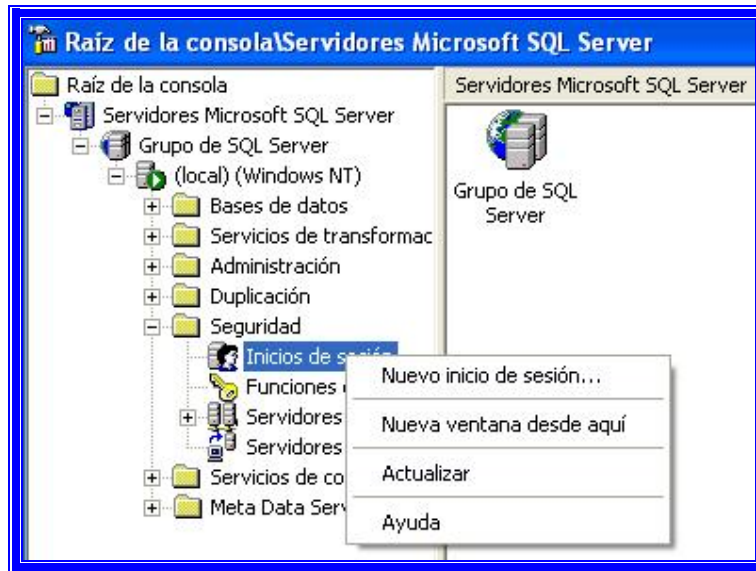 Raíz de la consola\Servidores Microsoft SQL Server
Raíz de la consola
Servidores Microsoft SQL Server
Servidores Microsoft SQL Server
Grupo de SQL Server
(local) (Windows NT)
Bases de datos
Servicios de transformac
Administración
Duplicación
Seguridad
Inicios de sesión
Funciones
Servidores
Servidores
Servicios de co
Meta Data Serv
Grupo de SQL
Server
Nuevo inicio de sesión...
Nueva ventana desde aquí
Actualizar
Ayuda